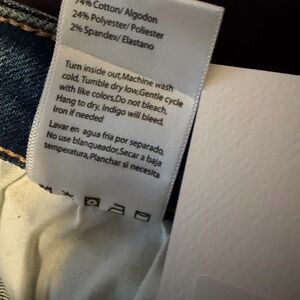 74% Cotton/ Algodon
24% Polyester/ Poliester
2% Spandex/ Elastano
Turn inside out,Machine wash
cold, Tumble dry low,Gentle cycle
with like colors,Do not bleach,
Hang to dry. Indigo will bleed,
Iron if needed
Lavar en agua fria por separado,
No use blanqueador,Secar a baja
temperatura,Planchar si necesita